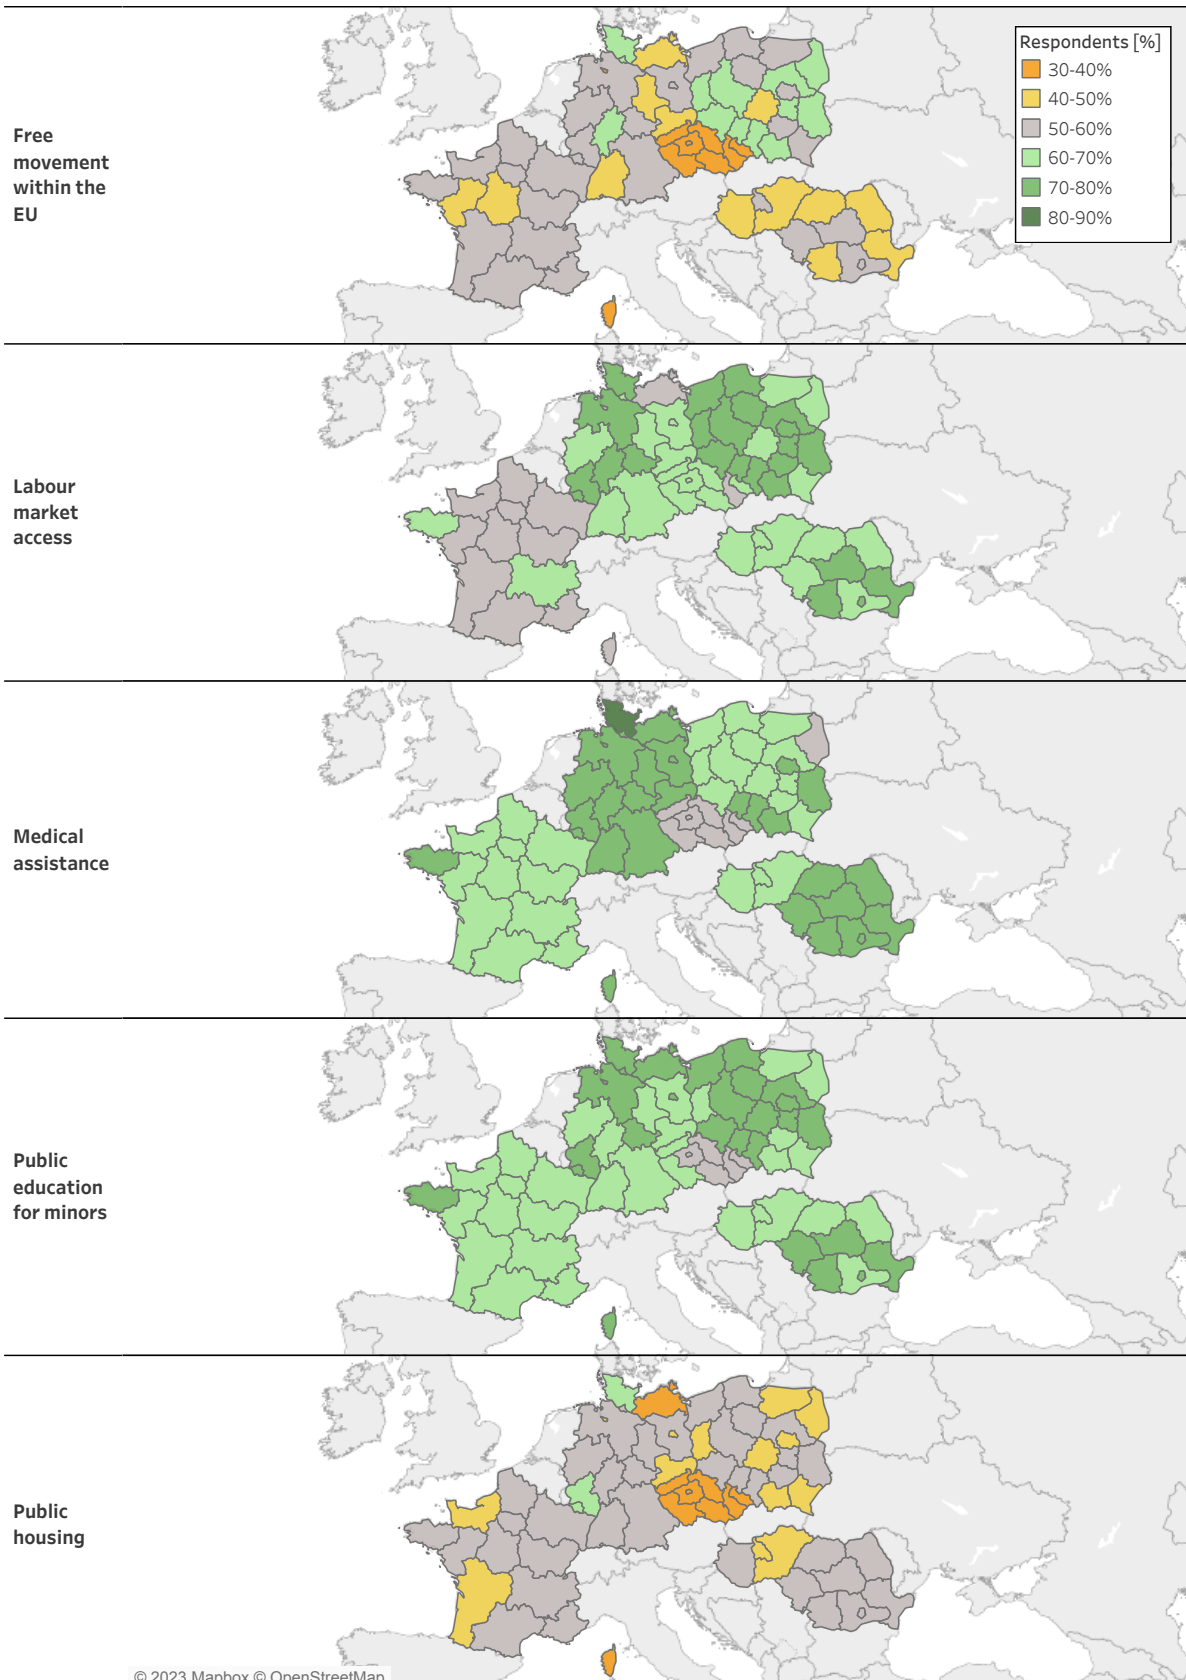 Respondents [%]
30-40%
40-50%
50-60%
60-70%
70-80%
80-90%
Free
movement
within the
EU
Labour
market
access
Medical
assistance
Public
education
for minors
Public
housing
© 2023 Mapbox © OpenStreetMap